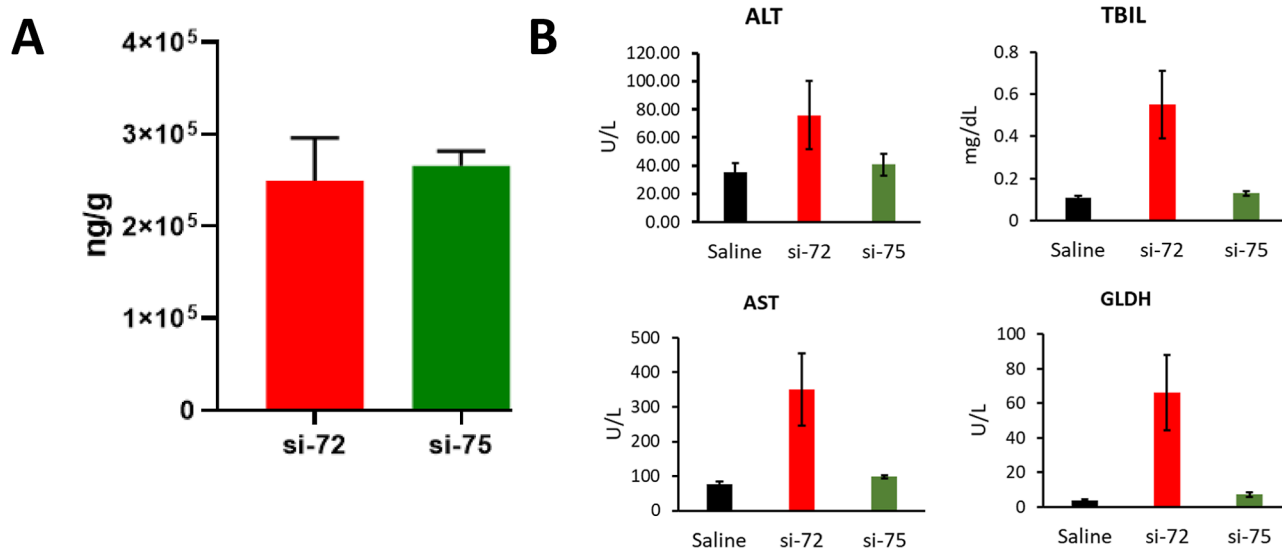 A
4×10⁵
3×10⁵
2×10⁵
1×10⁵
0
ng/g
si-72 si-75
B
ALT
120.00
100.00
80.00
60.00
40.00
20.00
0.00
U/L
Saline si-72 si-75
TBIL
0.8
0.6
0.4
0.2
0
mg/dL
Saline si-72 si-75
AST
500
400
300
200
100
0
U/L
Saline si-72 si-75
GLDH
100
80
60
40
20
0
U/L
Saline si-72 si-75